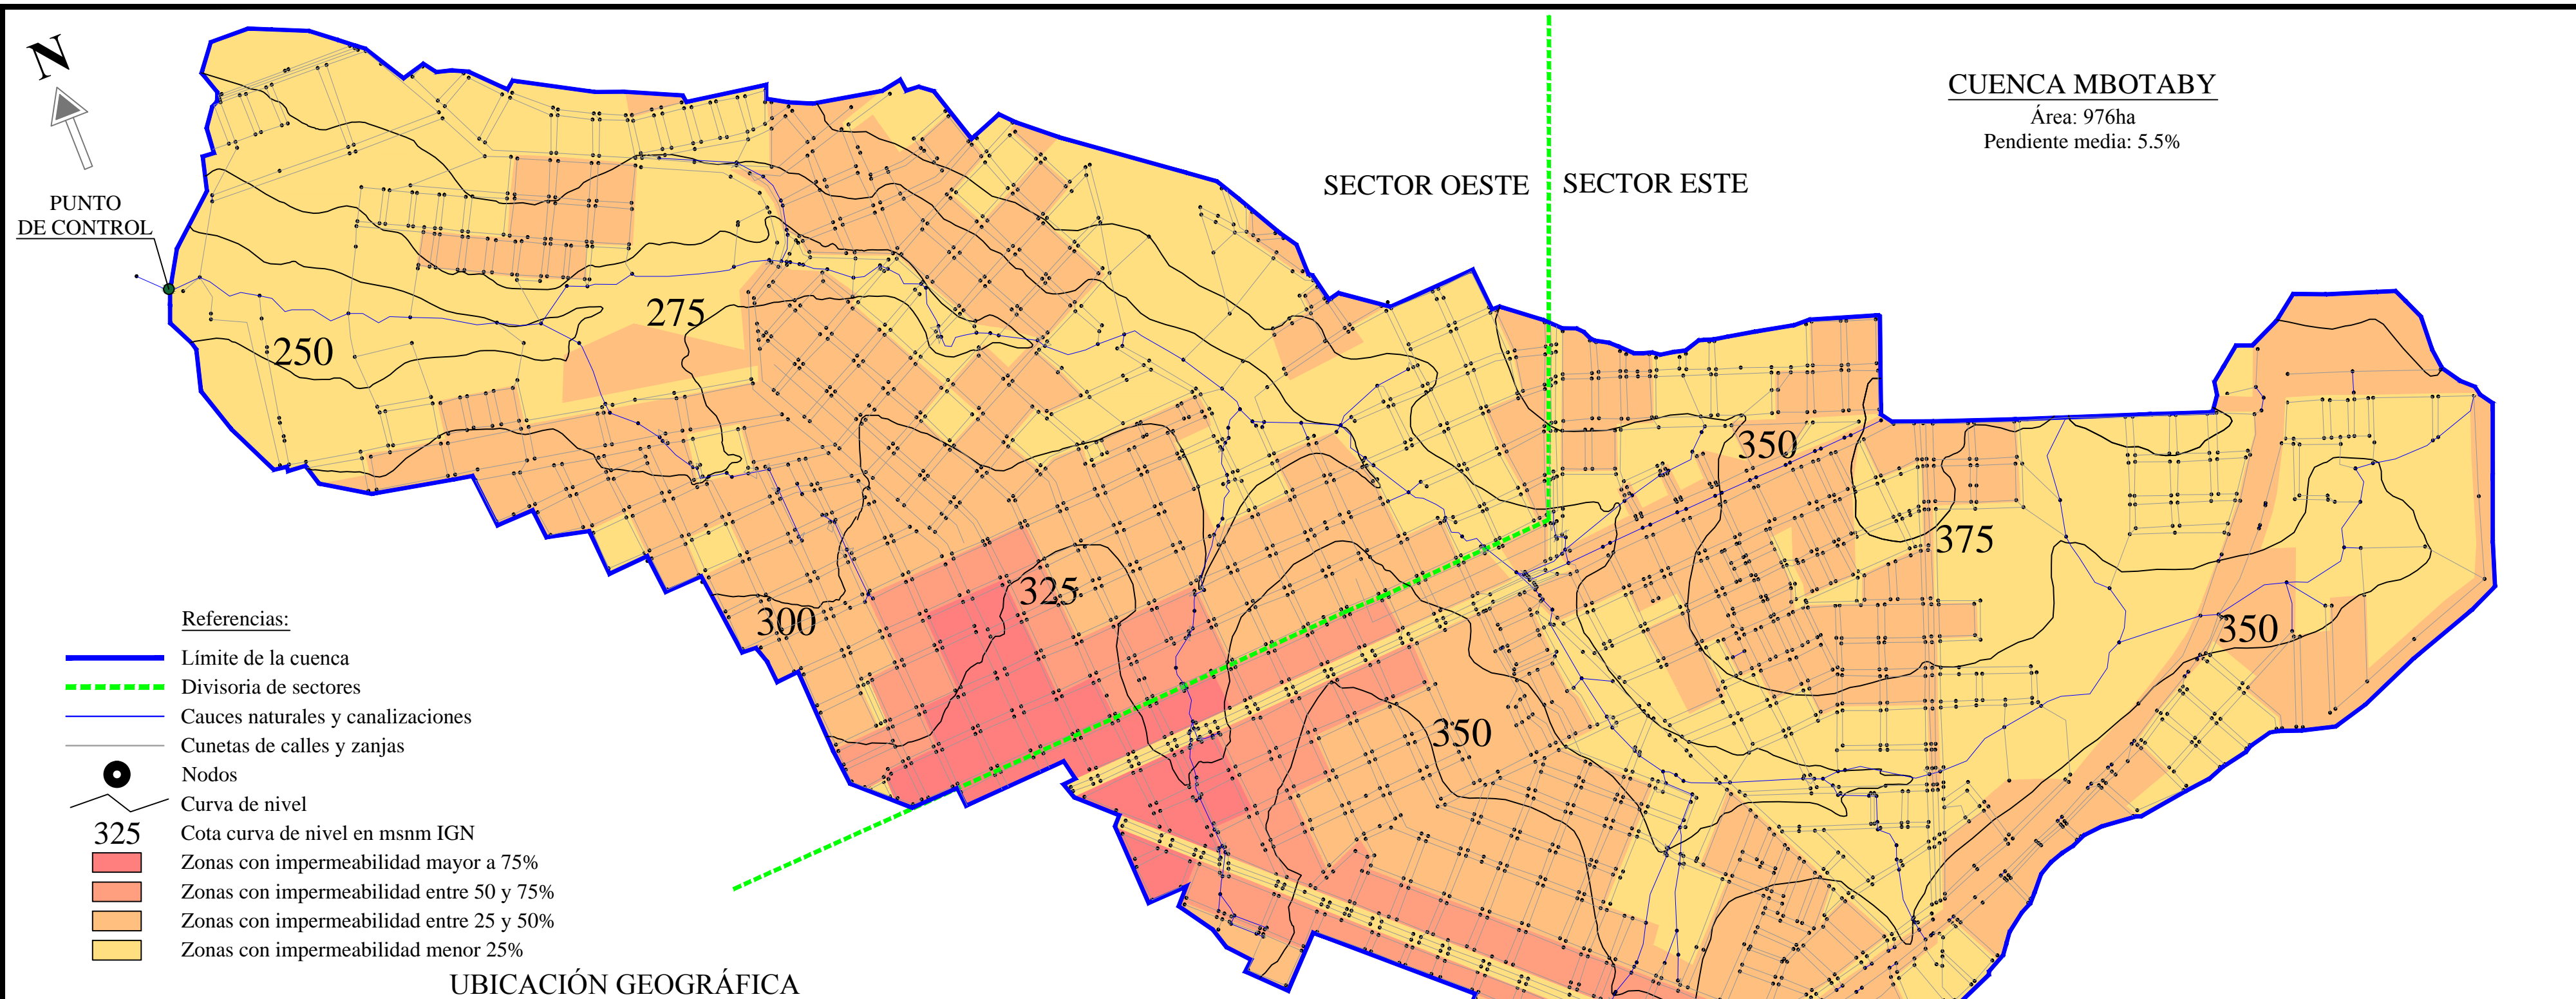 N
CUENCA MBOTABY
Área: 976ha
Pendiente media: 5.5%
SECTOR OESTE
SECTOR ESTE
PUNTO
DE CONTROL
275
250
350
375
325
300
350
350
Referencias:
Límite de la cuenca
Divisoria de sectores
Cauces naturales y canalizaciones
Cunetas de calles y zanjas
Nodos
Curva de nivel
325 Cota curva de nivel en msnm IGN
Zonas con impermeabilidad mayor a 75%
Zonas con impermeabilidad entre 50 y 75%
Zonas con impermeabilidad entre 25 y 50%
Zonas con impermeabilidad menor 25%
UBICACIÓN GEOGRÁFICA